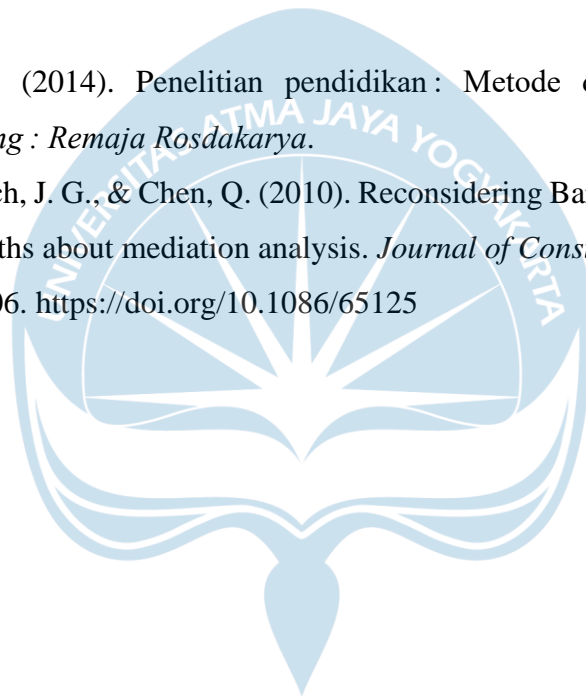 (2014). Penelitian pendidikan : Metode
ng : Remaja Rosdakarya.
ch, J. G., & Chen, Q. (2010). Reconsidering Ba
ths about mediation analysis. Journal of Cons
06. https://doi.org/10.1086/65125
UNIVERSITAS ATMA JAYA YOGYAKARTA